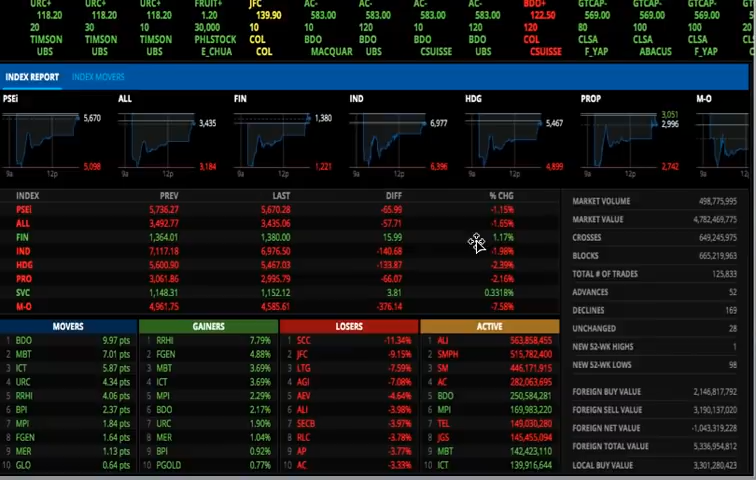 URC+ URC+ URC+ FRUIT+ JFC AC- AC- AC- AC- BDO+ GTCAP- GTCAP- GTCAP-
118.20 118.20 118.20 1.20 139.90 583.00 583.00 583.00 583.00 122.50 569.00 569.00 569.00
20 30 10 30,000 10 10 10 120 120 120 80 100 100
TIMSON TIMSON TIMSON PHLSTOCK COL BDO BDO BDO BDO COL CLSA CLSA CLSA
UBS UBS UBS E_CHUA COL MACQUAR UBS CSUISSE UBS CSUISSE F_YAP ABACUS F_YAP
INDEX REPORT INDEX MOVERS
PSEi ALL FIN IND HDG PROP M-O
5,670 3,435 1,380 6,977 5,467 3,051
2,996
5,098 3,184 1,221 6,396 4,899 2,742
9a 12p 9a 12p 9a 12p 9a 12p 9a 12p 9a 12p 9a 12p
INDEX PREV LAST DIFF % CHG
PSEi 5,736.27 5,670.28 -65.99 -1.15%
ALL 3,492.77 3,435.06 -57.71 -1.65%
FIN 1,364.01 1,380.00 15.99 1.17%
IND 7,117.18 6,976.50 -140.68 -1.98%
HDG 5,600.90 5,467.03 -133.87 -2.39%
PRO 3,061.86 2,995.79 -66.07 -2.16%
SVC 1,148.31 1,152.12 3.81 0.3318%
M-O 4,961.75 4,585.61 -376.14 -7.58%
MOVERS GAINERS LOSERS ACTIVE
1 BDO 9.97 pts 1 RRHI 7.79% 1 SCC -11.34% 1 ALI 563,858,455
2 MBT 7.01 pts 2 FGEN 4.88% 2 JFC -9.15% 2 SMPH 515,782,400
3 ICT 5.87 pts 3 MBT 3.69% 3 LTG -7.59% 3 SM 446,171,915
4 URC 4.34 pts 4 ICT 3.69% 4 AGI -7.08% 4 AC 282,063,695
5 RRHI 4.06 pts 5 MPI 2.29% 5 AEV -4.64% 5 BDO 250,584,281
6 BPI 2.37 pts 6 BDO 2.17% 6 ALI -3.98% 6 MPI 169,983,220
7 MPI 1.84 pts 7 URC 1.90% 7 SECB -3.97% 7 TEL 149,030,280
8 FGEN 1.64 pts 8 MER 1.04% 8 RLC -3.78% 8 JGS 145,455,094
9 MER 1.13 pts 9 BPI 0.92% 9 AP -3.77% 9 MBT 142,423,110
10 GLO 0.64 pts 10 PGOLD 0.77% 10 AC -3.33% 10 ICT 139,916,644
MARKET VOLUME 498,775,995
MARKET VALUE 4,782,469,775
CROSSES 649,245,975
BLOCKS 665,219,963
TOTAL # OF TRADES 125,833
ADVANCES 52
DECLINES 169
UNCHANGED 28
NEW 52-WK HIGHS 1
NEW 52-WK LOWS 98
FOREIGN BUY VALUE 2,146,817,792
FOREIGN SELL VALUE 3,190,137,020
FOREIGN NET VALUE -1,043,319,228
FOREIGN TOTAL VALUE 5,336,954,812
LOCAL BUY VALUE 3,301,280,423